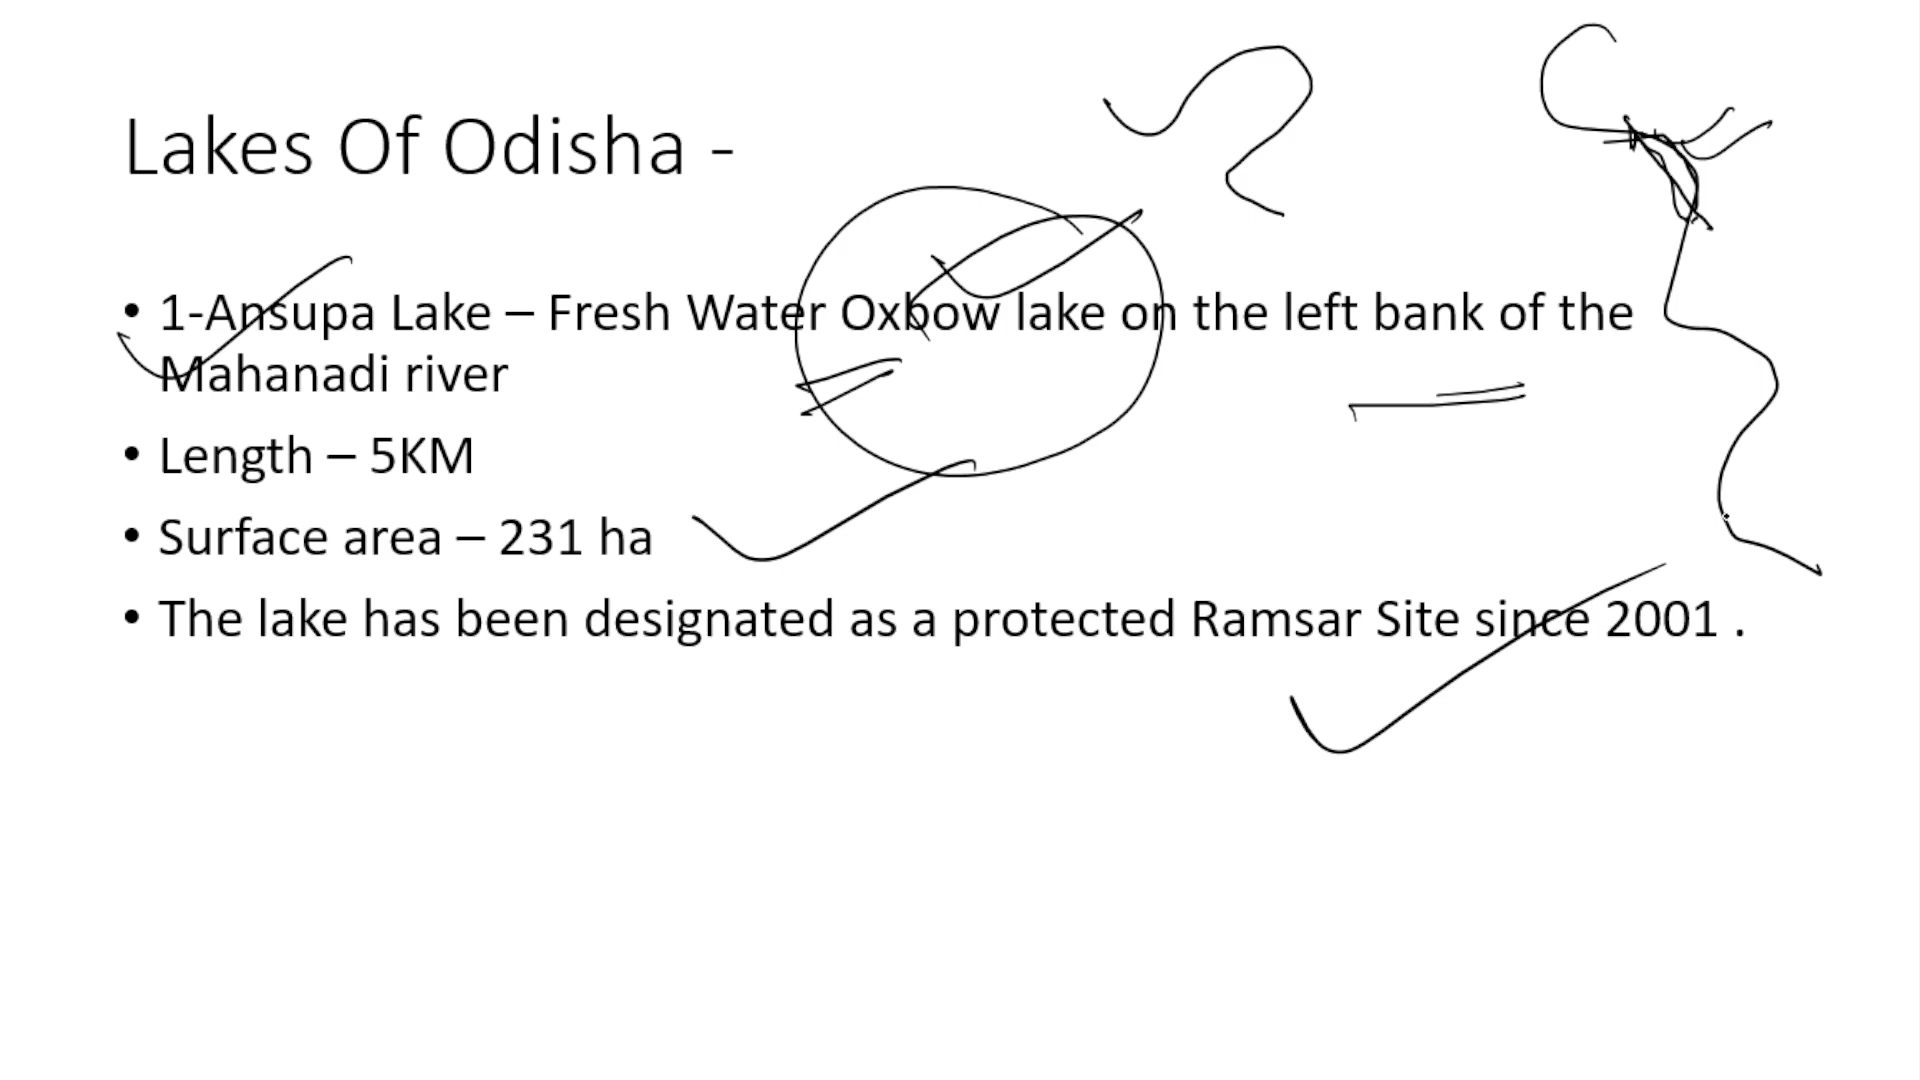 Lakes Of Odisha -
• 1-Ansupa Lake – Fresh Water Oxbow lake on the left bank of the
Mahanadi river
• Length – 5KM
• Surface area – 231 ha
• The lake has been designated as a protected Ramsar Site since 2001 .